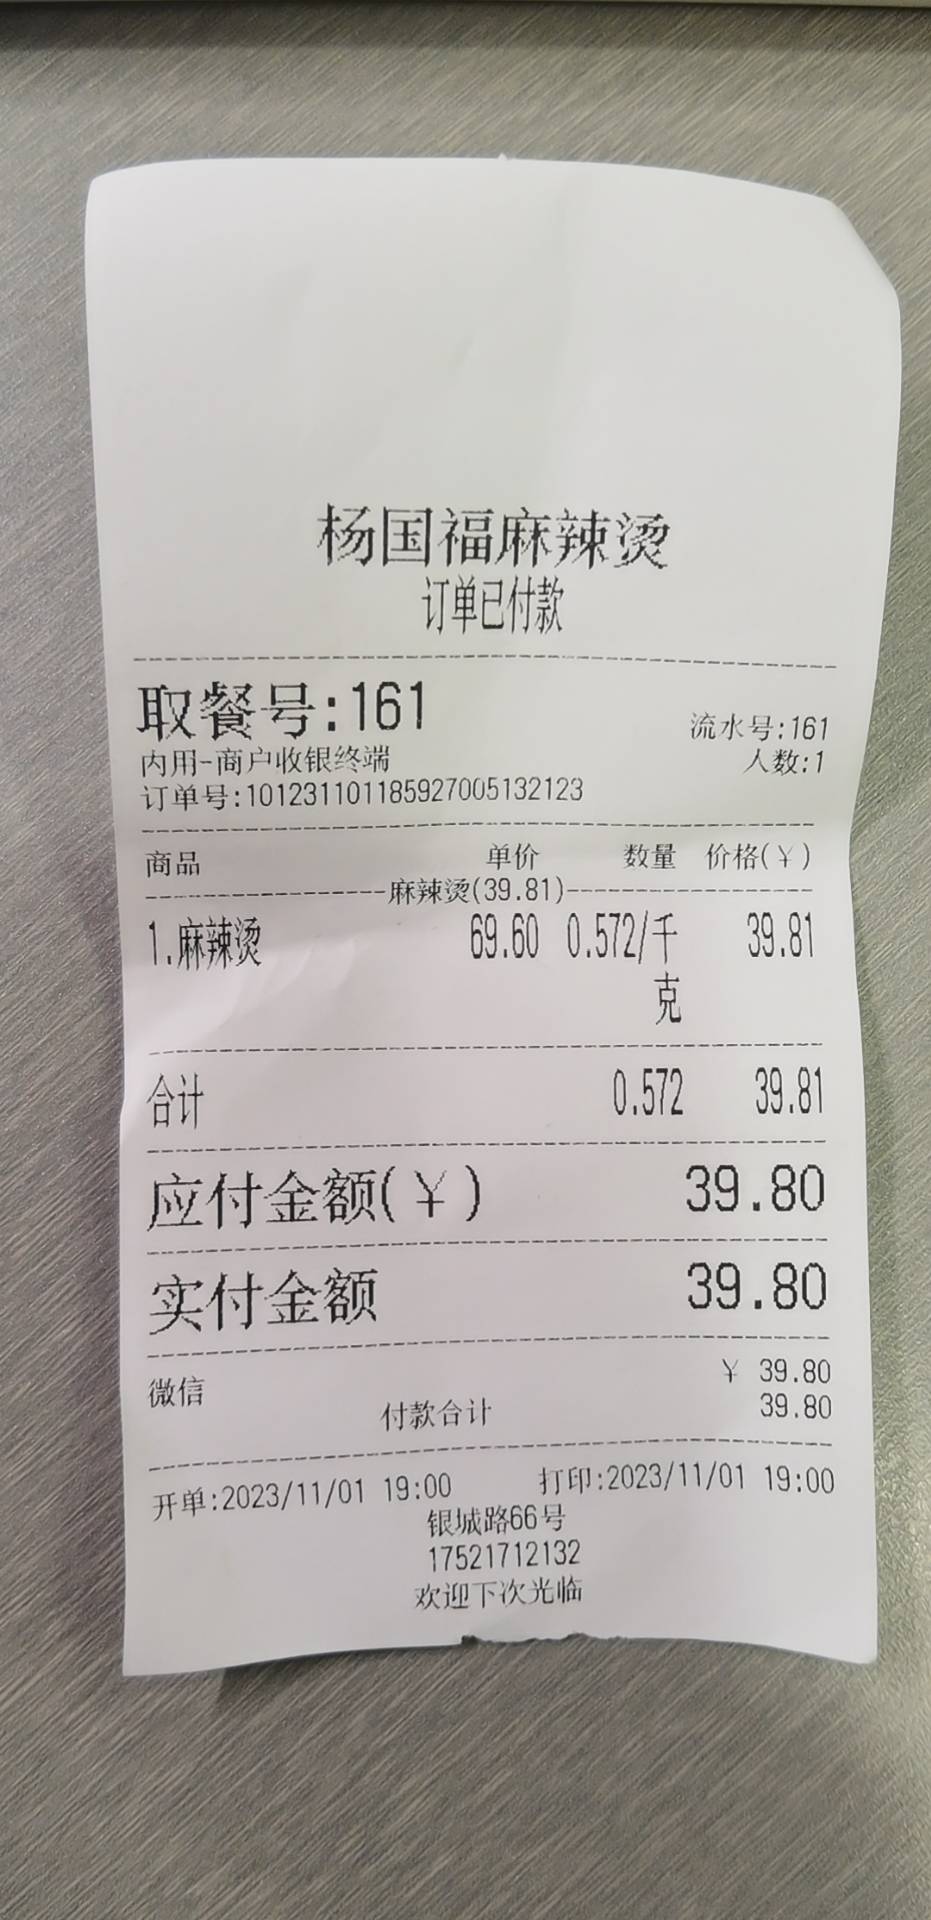 杨国福麻辣烫
订单已付款
取餐号:161 流水号:161
内用-商户收银终端 人数:1
订单号:1012311011859270051​32123
商品 单价 数量 价格(¥)
麻辣烫(39.81)
1.麻辣烫 69.60 0.572/千 39.81
克
合计 0.572 39.81
应付金额(¥) 39.80
实付金额 39.80
微信 ¥ 39.80
付款合计 39.80
开单:2023/11/01 19:00 打印:2023/11/01 19:00
银城路66号
17521712132
欢迎下次光临